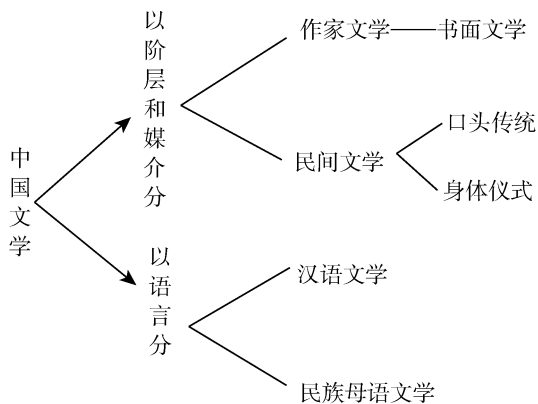 中国文学
以阶层和媒介分
作家文学——书面文学
民间文学
口头传统
身体仪式
以语言分
汉语文学
民族母语文学